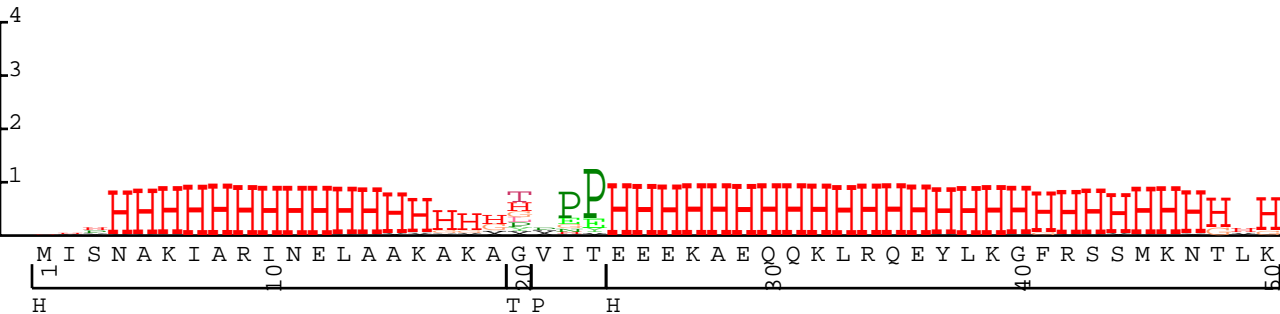 4
3
2
1
H H H H H H H H H H H H H H H H T P P H H H H H H H H H H H H H H H H H H H H H H H H H H H
M I S N A K I A R I N E L A A K A K A G V I T E E E K A E Q Q K L R Q E Y L K G F R S S M K N T L K
1 10 20 30 40 50
H T P H